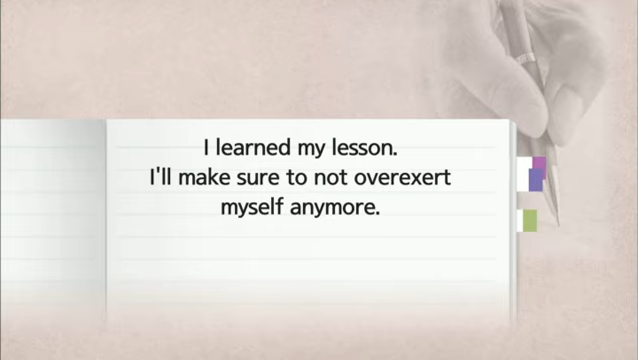 I learned my lesson.
I'll make sure to not overexert
myself anymore.